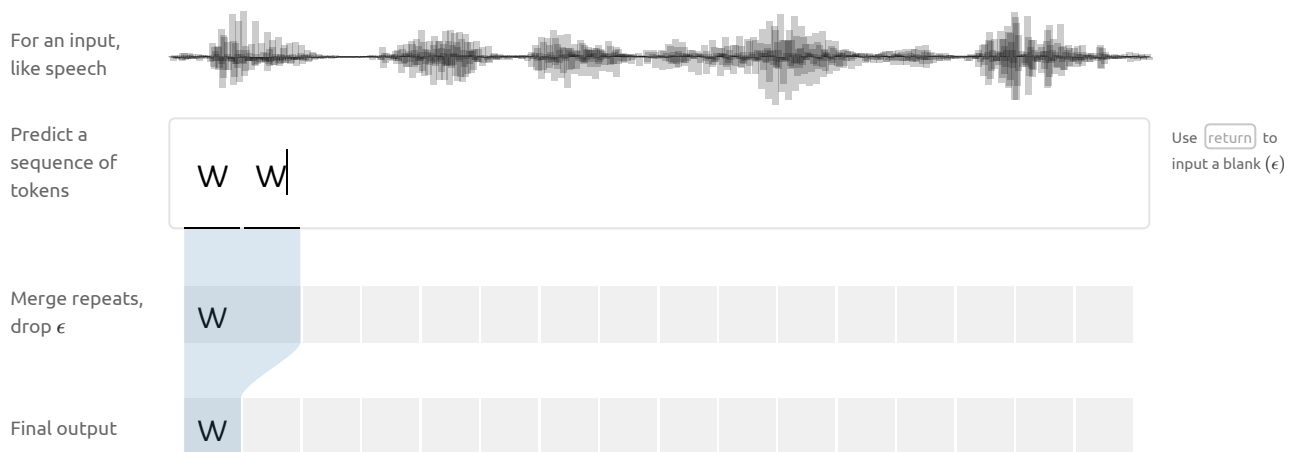 For an input,
like speech
Predict a
sequence of
tokens
W W
Use return to
input a blank (ϵ)
Merge repeats,
drop ϵ
W
Final output
W